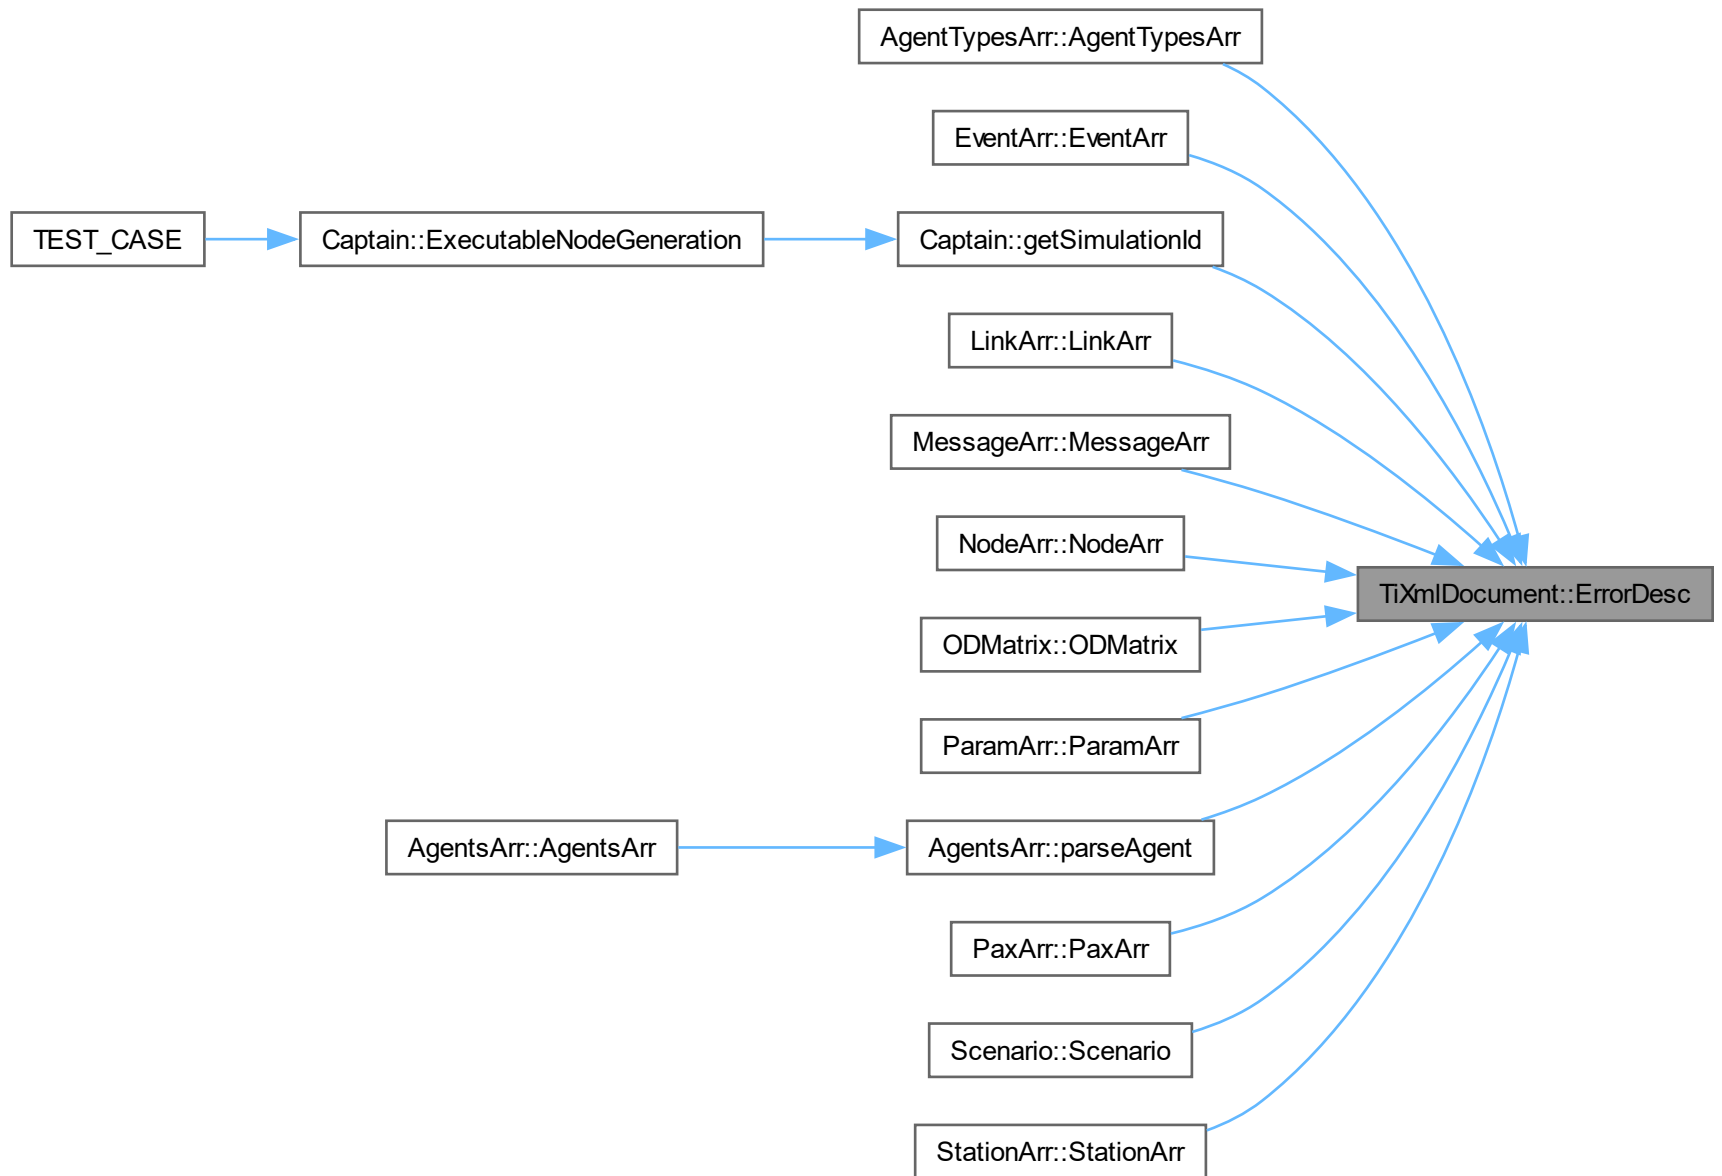 AgentTypesArr::AgentTypesArr
EventArr::EventArr
TEST_CASE
Captain::ExecutableNodeGeneration
Captain::getSimulationId
LinkArr::LinkArr
MessageArr::MessageArr
NodeArr::NodeArr
TiXmlDocument::ErrorDesc
ODMatrix::ODMatrix
ParamArr::ParamArr
AgentsArr::AgentsArr
AgentsArr::parseAgent
PaxArr::PaxArr
Scenario::Scenario
StationArr::StationArr